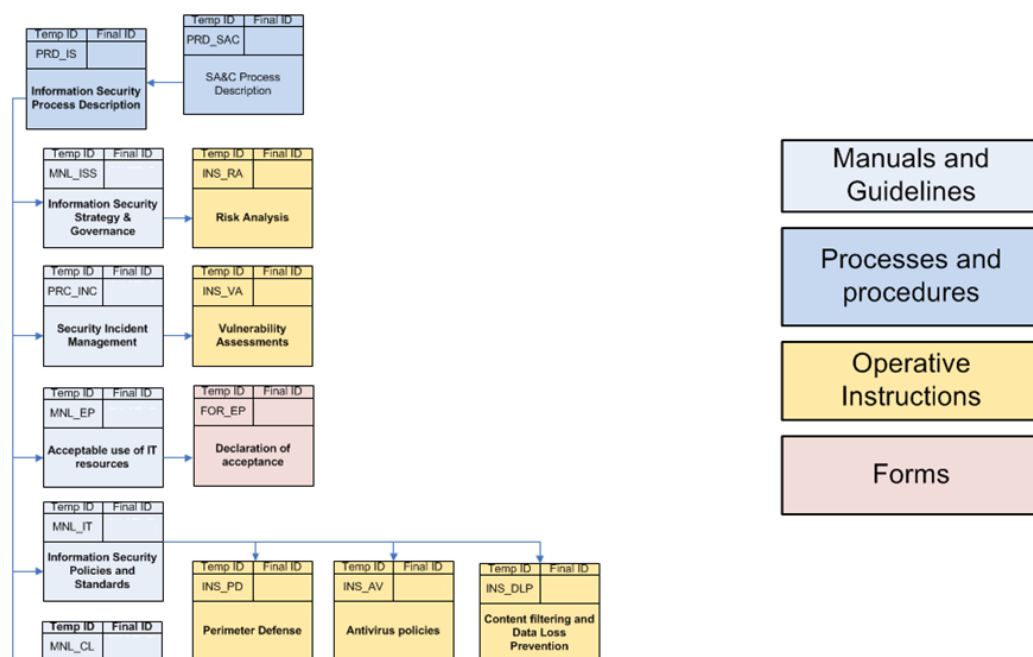 Temp ID Final ID
PRD_IS
Information Security
Process Description
Temp ID Final ID
PRD_SAC
SA&C Process
Description
Temp ID Final ID
MNL_ISS
Information Security
Strategy &
Governance
Temp ID Final ID
INS_RA
Risk Analysis
Temp ID Final ID
PRC_INC
Security Incident
Management
Temp ID Final ID
INS_VA
Vulnerability
Assessments
Temp ID Final ID
MNL_EP
Acceptable use of IT
resources
Temp ID Final ID
FOR_EP
Declaration of
acceptance
Temp ID Final ID
MNL_IT
Information Security
Policies and
Standards
Temp ID Final ID
INS_PD
Perimeter Defense
Temp ID Final ID
INS_AV
Antivirus policies
Temp ID Final ID
INS_DLP
Content filtering and
Data Loss
Prevention
Temp ID Final ID
MNL_CL
Manuals and
Guidelines
Processes and
procedures
Operative
Instructions
Forms